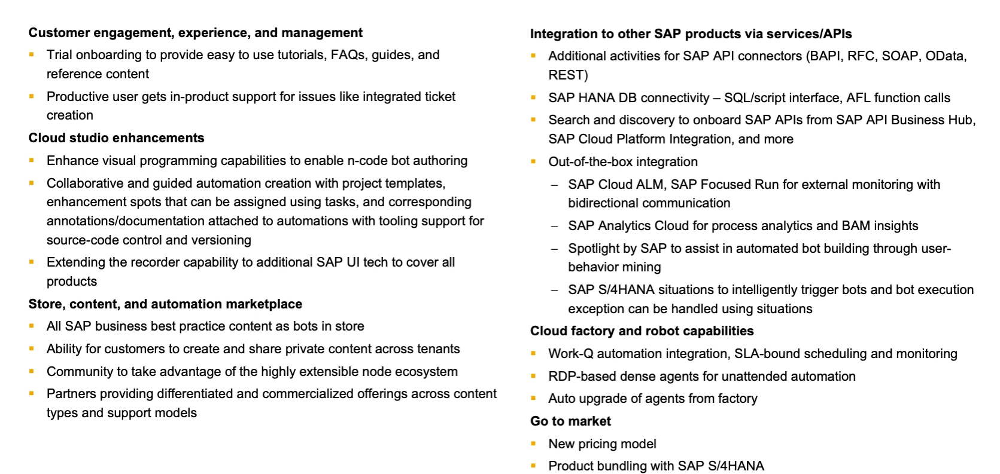 Customer engagement, experience, and management
▪ Trial onboarding to provide easy to use tutorials, FAQs, guides, and
reference content
▪ Productive user gets in-product support for issues like integrated ticket
creation
Cloud studio enhancements
▪ Enhance visual programming capabilities to enable n-code bot authoring
▪ Collaborative and guided automation creation with project templates,
enhancement spots that can be assigned using tasks, and corresponding
annotations/documentation attached to automations with tooling support for
source-code control and versioning
▪ Extending the recorder capability to additional SAP UI tech to cover all
products
Store, content, and automation marketplace
▪ All SAP business best practice content as bots in store
▪ Ability for customers to create and share private content across tenants
▪ Community to take advantage of the highly extensible node ecosystem
▪ Partners providing differentiated and commercialized offerings across content
types and support models
Integration to other SAP products via services/APIs
▪ Additional activities for SAP API connectors (BAPI, RFC, SOAP, OData,
REST)
▪ SAP HANA DB connectivity – SQL/script interface, AFL function calls
▪ Search and discovery to onboard SAP APIs from SAP API Business Hub,
SAP Cloud Platform Integration, and more
▪ Out-of-the-box integration
– SAP Cloud ALM, SAP Focused Run for external monitoring with
bidirectional communication
– SAP Analytics Cloud for process analytics and BAM insights
– Spotlight by SAP to assist in automated bot building through user-
behavior mining
– SAP S/4HANA situations to intelligently trigger bots and bot execution
exception can be handled using situations
Cloud factory and robot capabilities
▪ Work-Q automation integration, SLA-bound scheduling and monitoring
▪ RDP-based dense agents for unattended automation
▪ Auto upgrade of agents from factory
Go to market
▪ New pricing model
▪ Product bundling with SAP S/4HANA